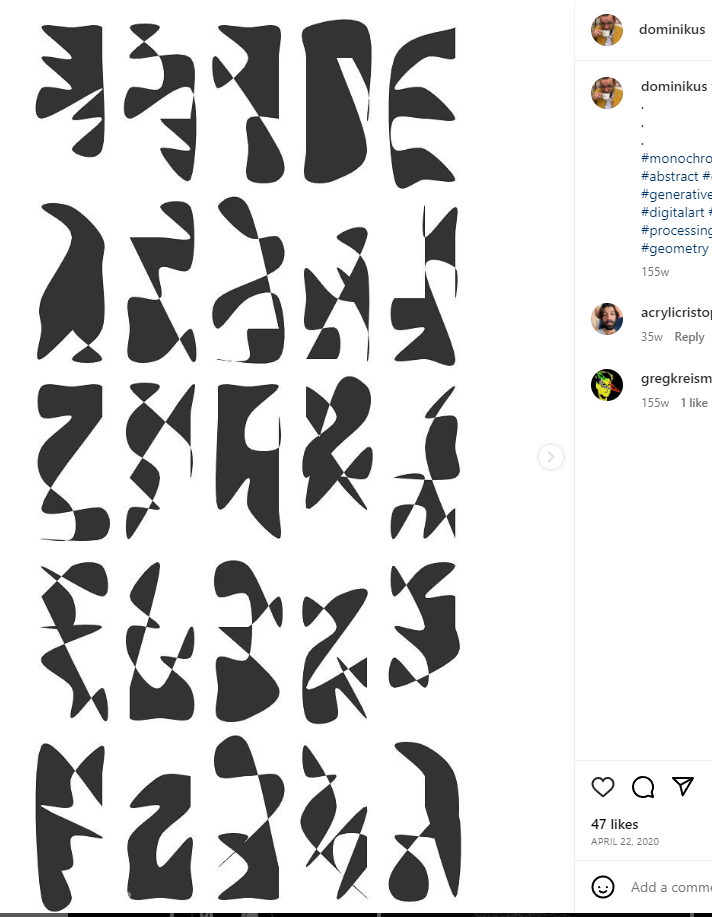 dominikus
dominikus
.
.
.
#monochro
#abstract #
#generative
#digitalart #
#processing
#geometry
155w
acrylicristop
35w Reply
gregkreism
155w 1 like
47 likes
APRIL 22, 2020
Add a comme